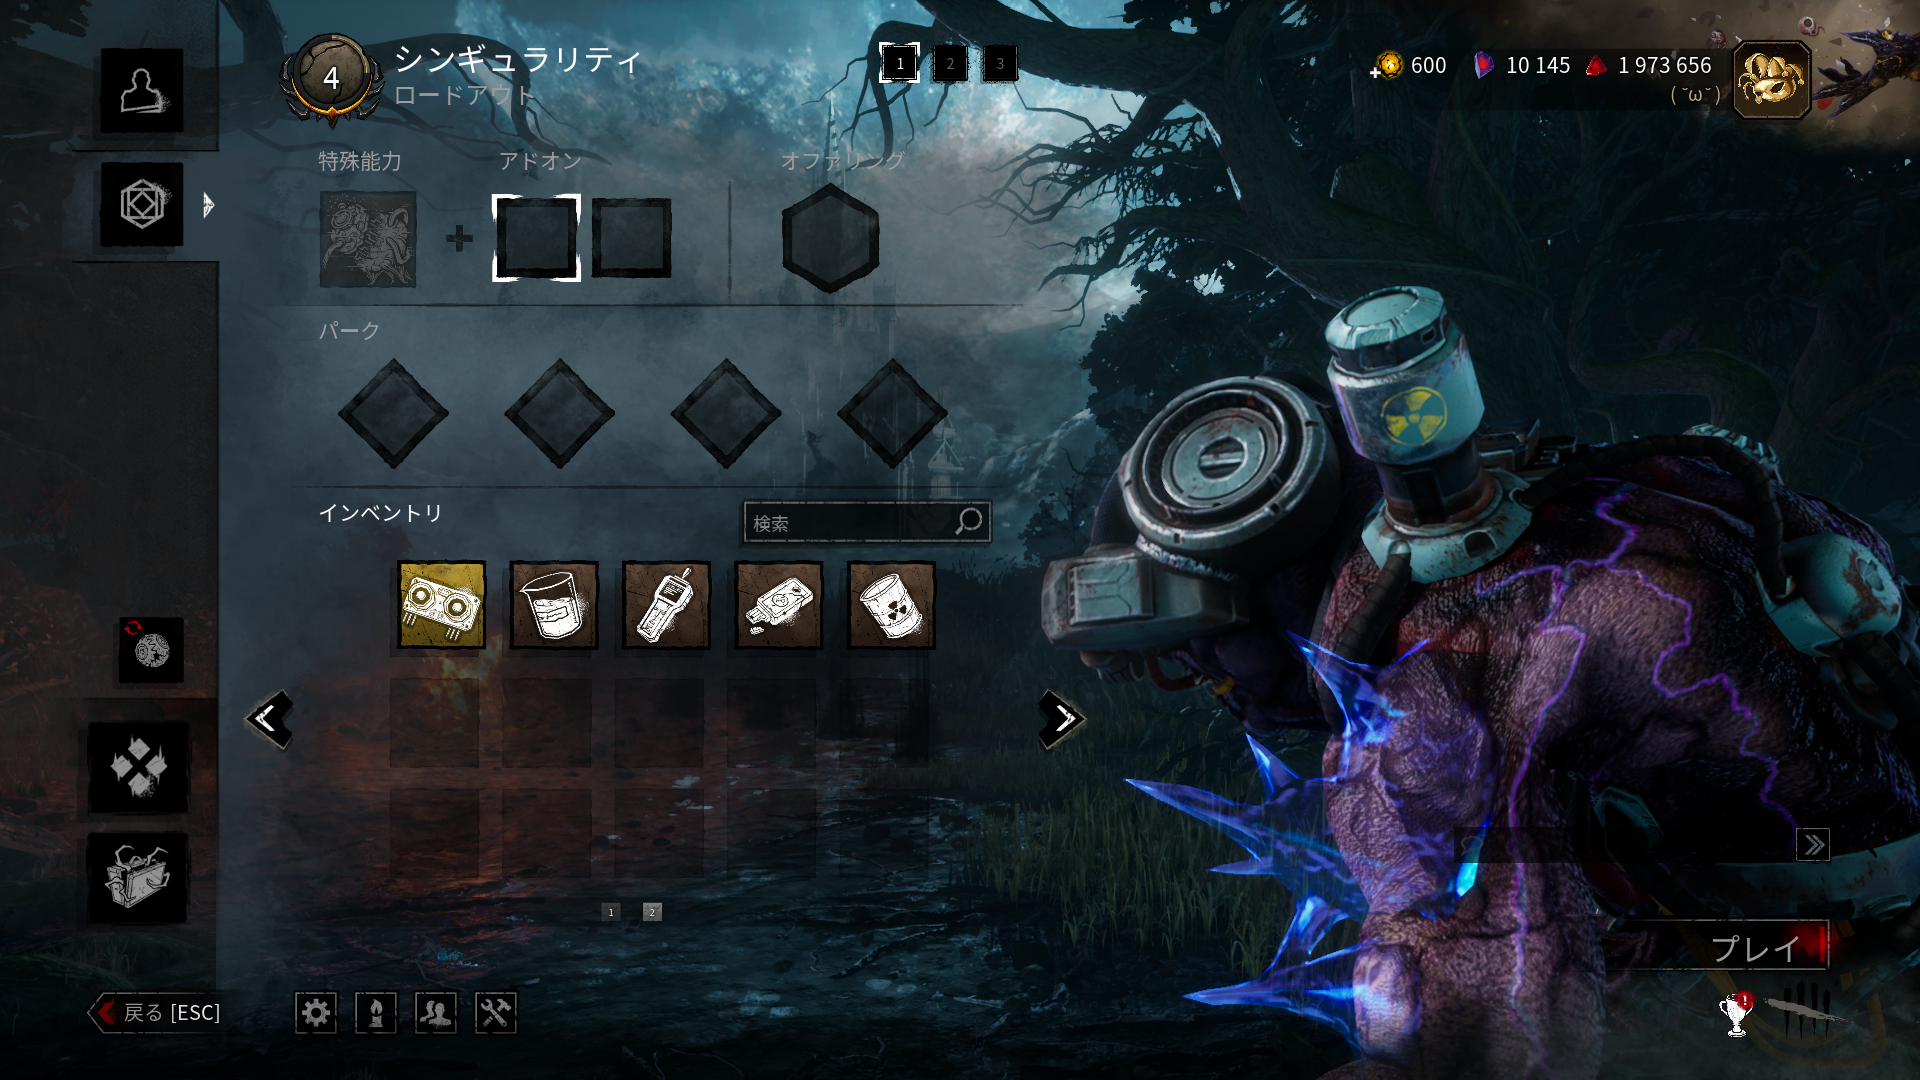 4
シンギュラリティ
ロードアウト
1 2 3
600 10 145 1 973 656
( ˘ω˘ )
特殊能力 アドオン オファリング
パーク
インベントリ
検索
1 2
プレイ
戻る [ESC]